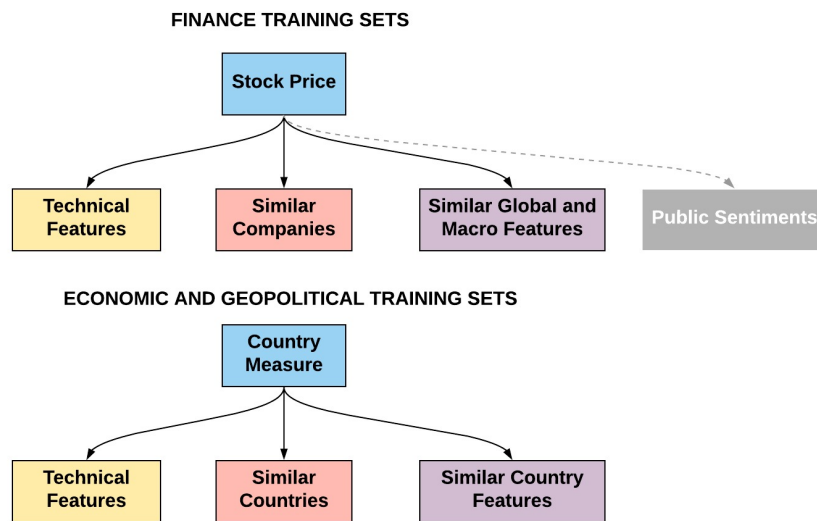 FINANCE TRAINING SETS
Stock Price
Technical
Features
Similar
Companies
Similar Global and
Macro Features
Public Sentiments
ECONOMIC AND GEOPOLITICAL TRAINING SETS
Country
Measure
Technical
Features
Similar
Countries
Similar Country
Features